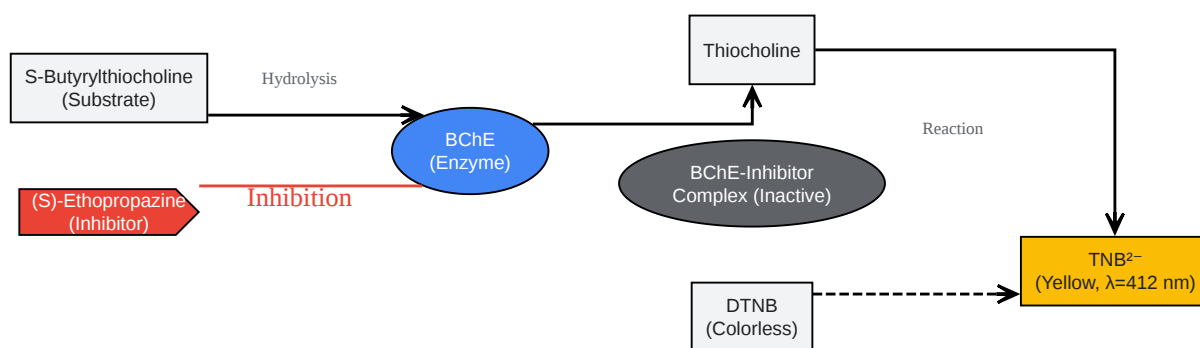 S-Butyrylthiocholine
(Substrate)
Hydrolysis
BChE
(Enzyme)
Thiocholine
Reaction
(S)-Ethopropazine
(Inhibitor)
Inhibition
BChE-Inhibitor
Complex (Inactive)
DTNB
(Colorless)
TNB²⁻
(Yellow, λ=412 nm)